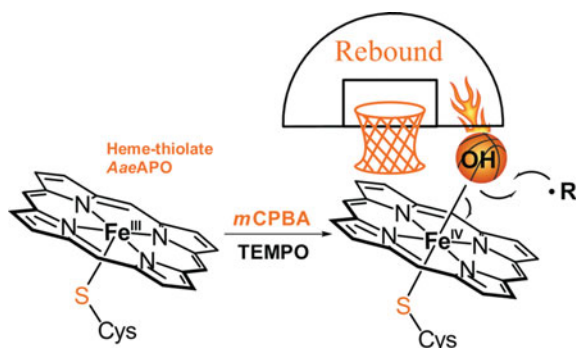 Rebound
Heme-thiolate
AaeAPO
OH
•R
N
N
Fe^III
N
N
mCPBA
TEMPO
N
N
Fe^IV
N
N
S
Cys
S
Cys